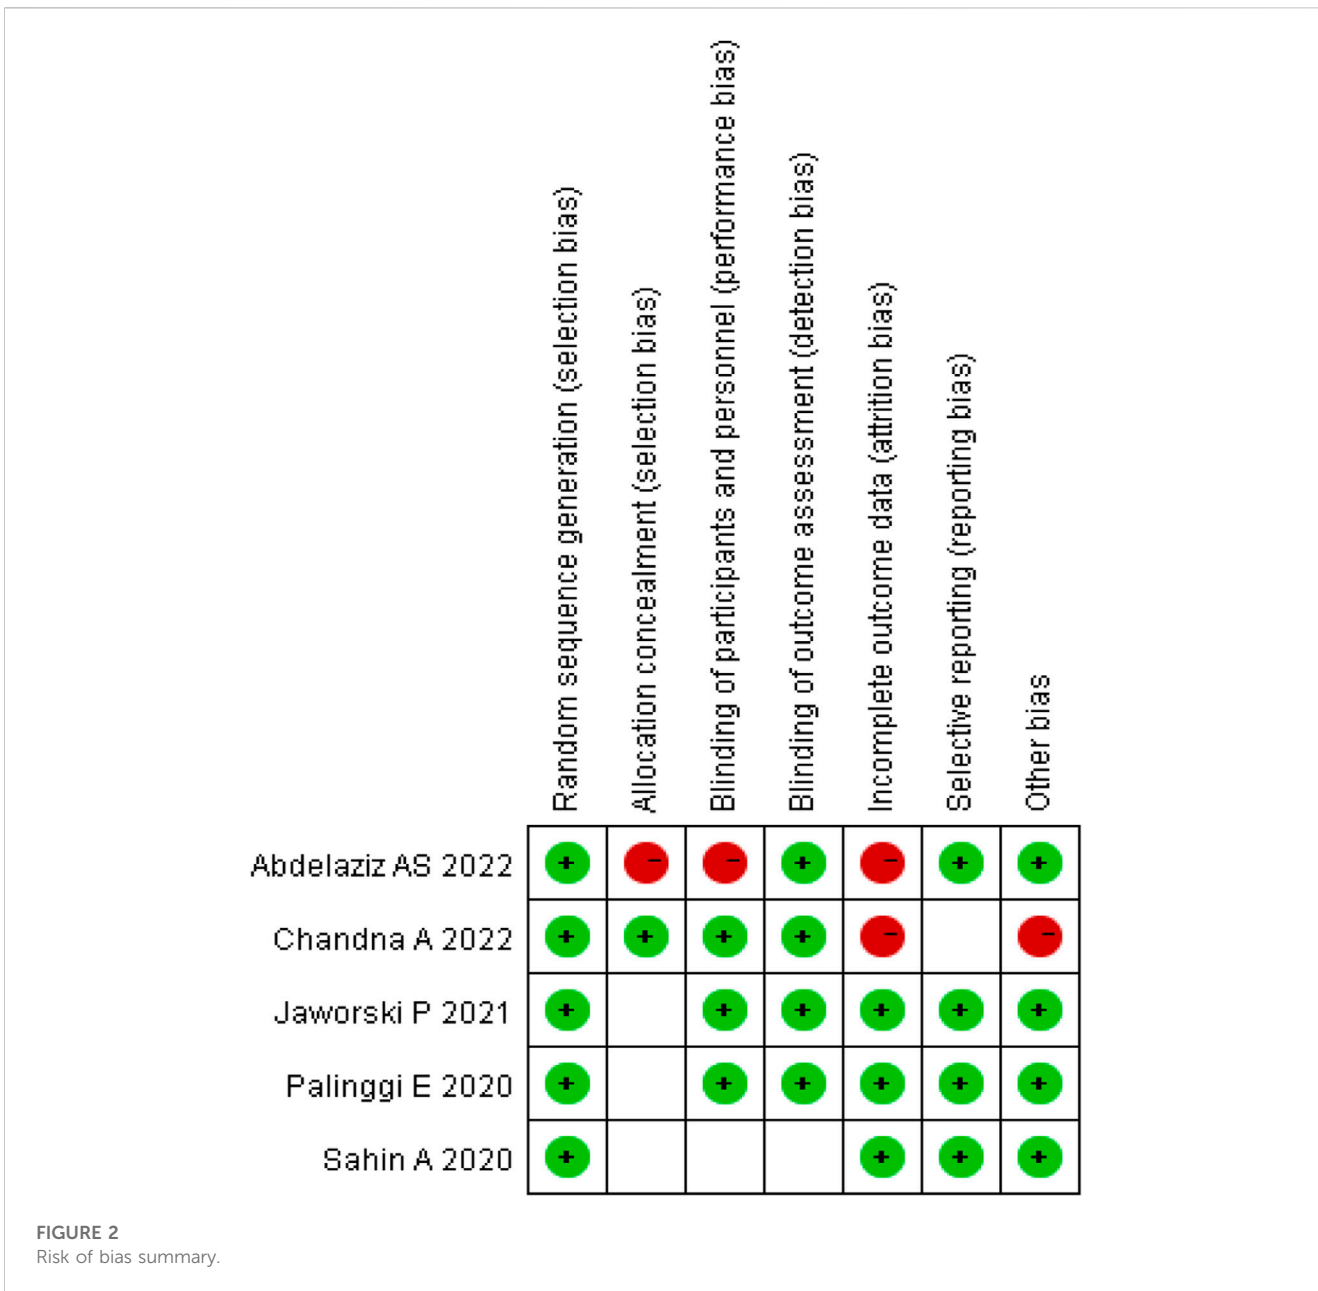 Random sequence generation (selection bias)
Allocation concealment (selection bias)
Blinding of participants and personnel (performance bias)
Blinding of outcome assessment (detection bias)
Incomplete outcome data (attrition bias)
Selective reporting (reporting bias)
Other bias
Abdelaziz AS 2022 + - - + - + +
Chandna A 2022 + + + + - -
Jaworski P 2021 + + + + + +
Palinggi E 2020 + + + + + +
Sahin A 2020 + + + +
FIGURE 2
Risk of bias summary.